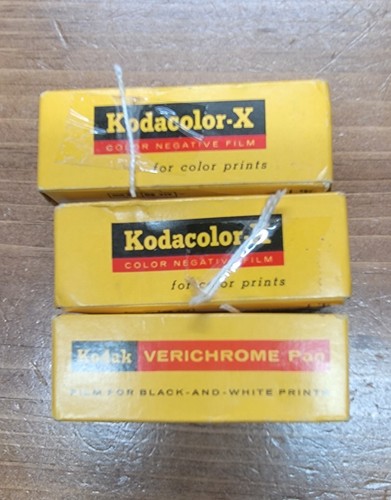 Kodacolor-X
COLOR NEGATIVE FILM
for color prints
Kodacolor-X
COLOR NEGATIVE FILM
for color prints
Kodak VERICHROME Pan
FILM FOR BLACK-AND-WHITE PRINTS